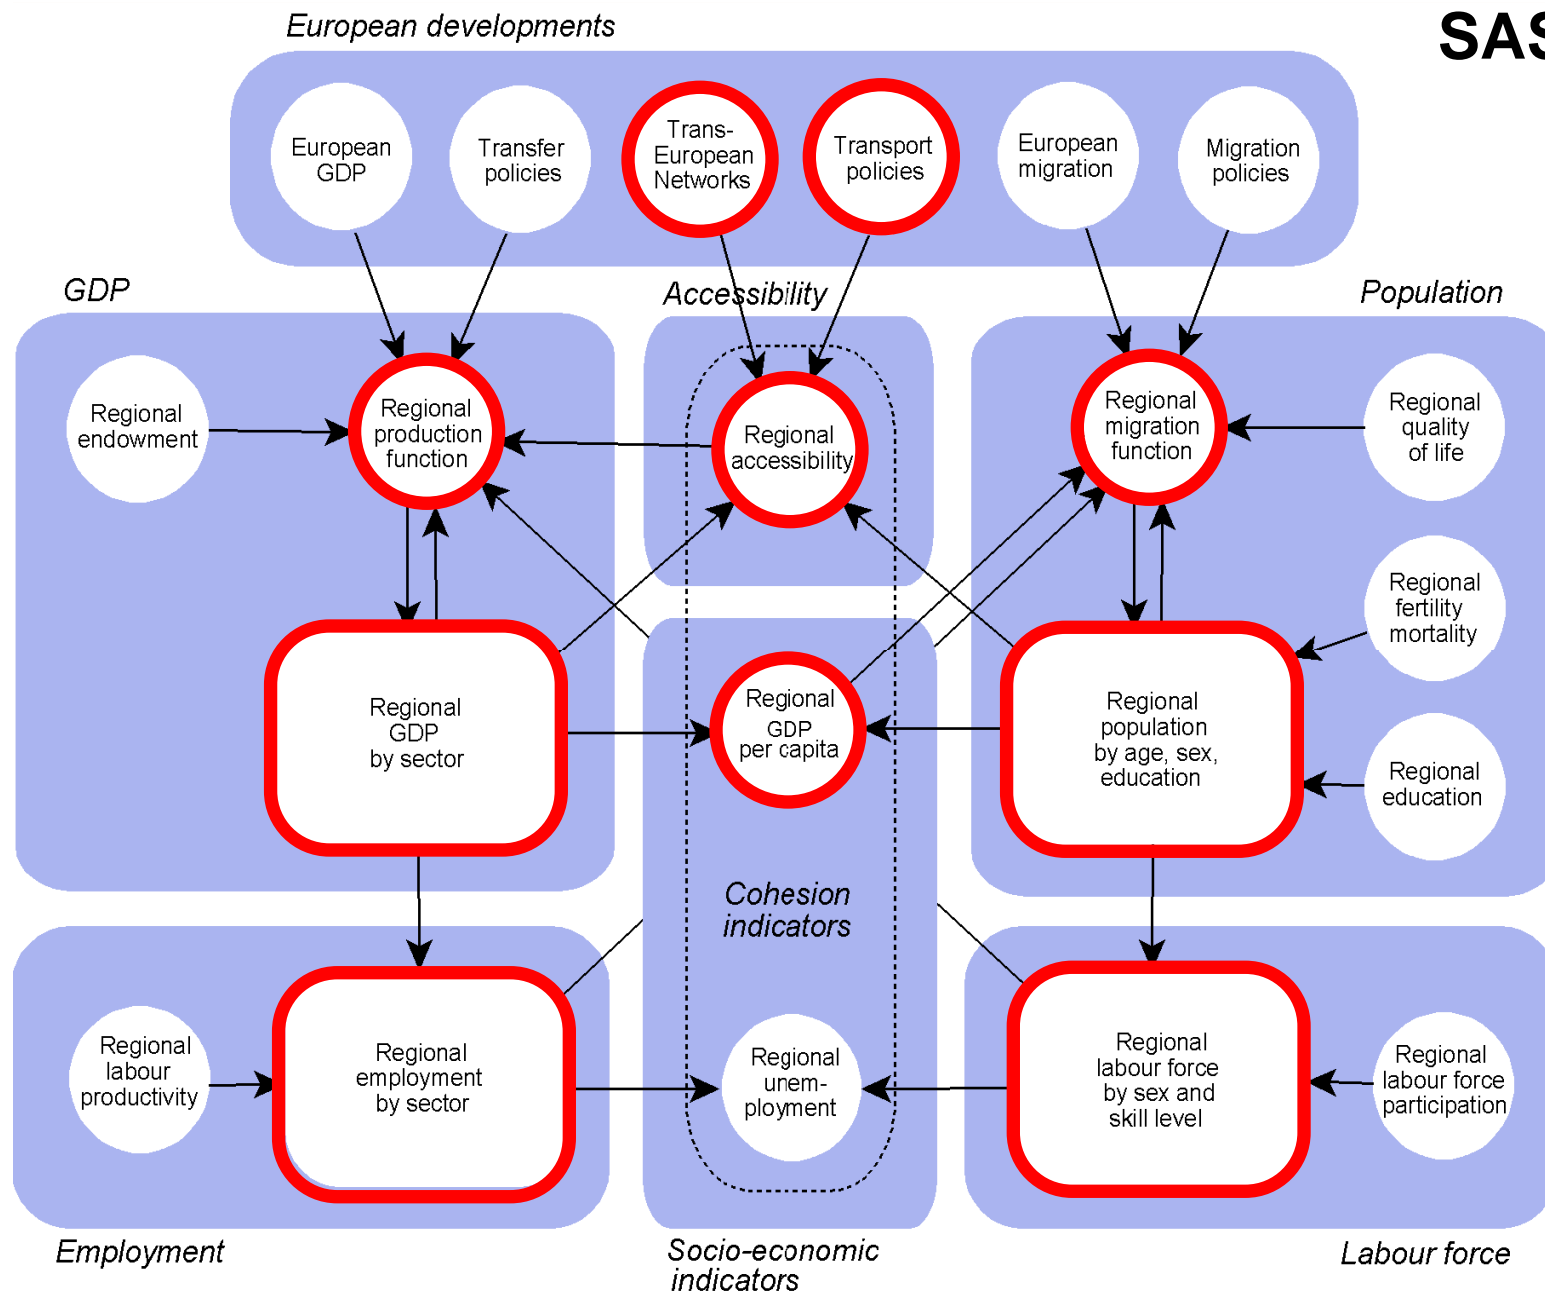 European developments
SAS
European
GDP
Transfer
policies
Trans-
European
Networks
Transport
policies
European
migration
Migration
policies
GDP
Accessibility
Population
Regional
endowment
Regional
production
function
Regional
accessibility
Regional
migration
function
Regional
quality
of life
Regional
fertility
mortality
Regional
GDP
by sector
Regional
GDP
per capita
Regional
population
by age, sex,
education
Regional
education
Cohesion
indicators
Regional
labour
productivity
Regional
employment
by sector
Regional
unem-
ployment
Regional
labour force
by sex and
skill level
Regional
labour force
participation
Employment
Socio-economic
indicators
Labour force